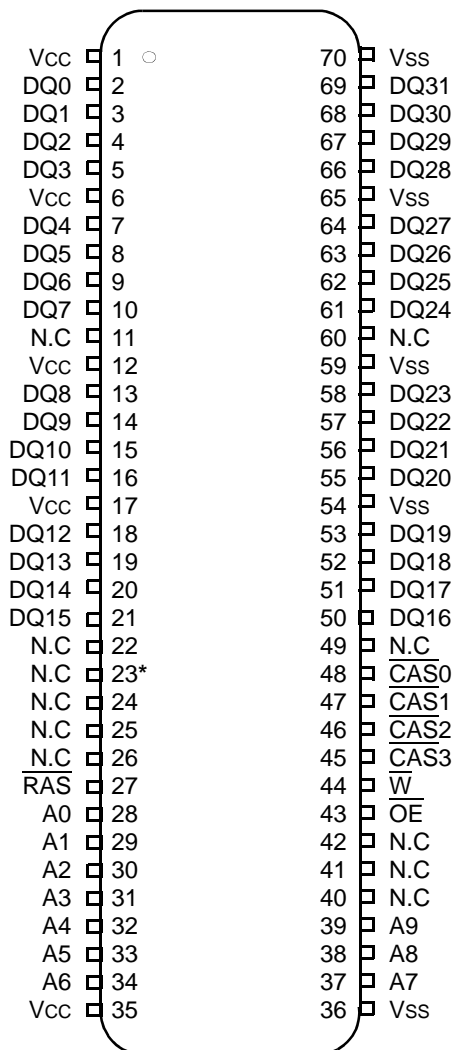 VCC 1 70 VSS
DQ0 2 69 DQ31
DQ1 3 68 DQ30
DQ2 4 67 DQ29
DQ3 5 66 DQ28
VCC 6 65 VSS
DQ4 7 64 DQ27
DQ5 8 63 DQ26
DQ6 9 62 DQ25
DQ7 10 61 DQ24
N.C 11 60 N.C
VCC 12 59 VSS
DQ8 13 58 DQ23
DQ9 14 57 DQ22
DQ10 15 56 DQ21
DQ11 16 55 DQ20
VCC 17 54 VSS
DQ12 18 53 DQ19
DQ13 19 52 DQ18
DQ14 20 51 DQ17
DQ15 21 50 DQ16
N.C 22 49 N.C
N.C 23* 48 C̅A̅S̅0
N.C 24 47 C̅A̅S̅1
N.C 25 46 C̅A̅S̅2
N.C 26 45 C̅A̅S̅3
R̅A̅S̅ 27 44 W̅
A0 28 43 O̅E̅
A1 29 42 N.C
A2 30 41 N.C
A3 31 40 N.C
A4 32 39 A9
A5 33 38 A8
A6 34 37 A7
VCC 35 36 VSS